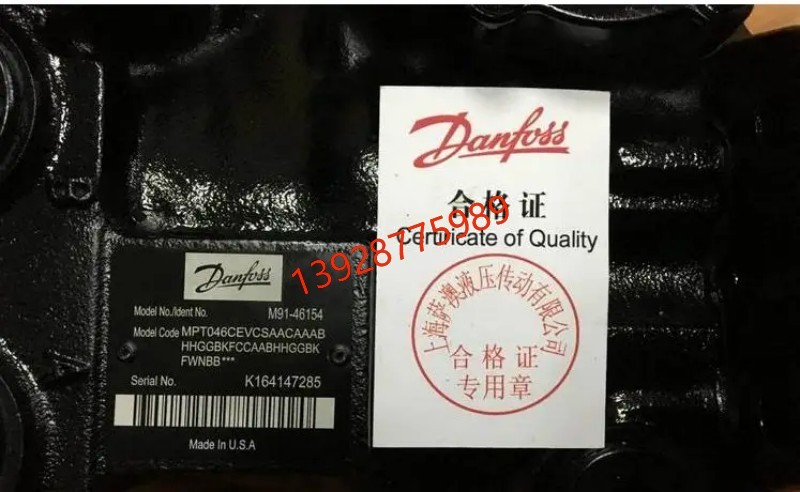 B
A
Danfoss
Model No./Ident No. M91-46154
Model Code MPT046CEVCSAACAAAB
HHGGBKFCCAABHHGGBK
FWNBB***
Serial No. K164147285
Made in U.S.A
Danfoss
合格证
Certificate of Quality
上海萨澳液压传动有限公司
合格证
专用章
13928775989